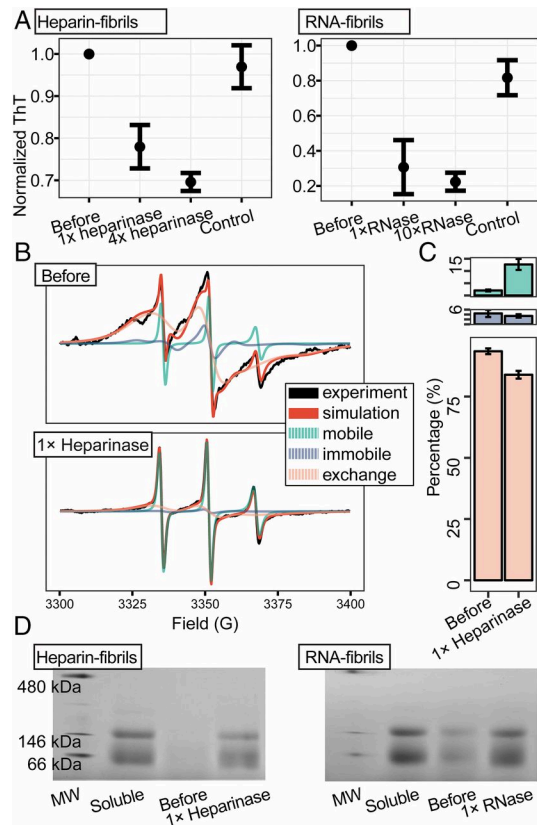 A
Heparin-fibrils
RNA-fibrils
Normalized ThT
1.0
0.9
0.8
0.7
Before
1x heparinase
4x heparinase
Control
1.0
0.8
0.6
0.4
0.2
Before
1×RNase
10×RNase
Control
B
Before
experiment
simulation
mobile
immobile
exchange
1× Heparinase
3300
3325
3350
3375
3400
Field (G)
C
15
6
Percentage (%)
75
50
25
0
Before
1× Heparinase
D
Heparin-fibrils
RNA-fibrils
480 kDa
146 kDa
66 kDa
MW
Soluble
Before
1× Heparinase
MW
Soluble
Before
1× RNase